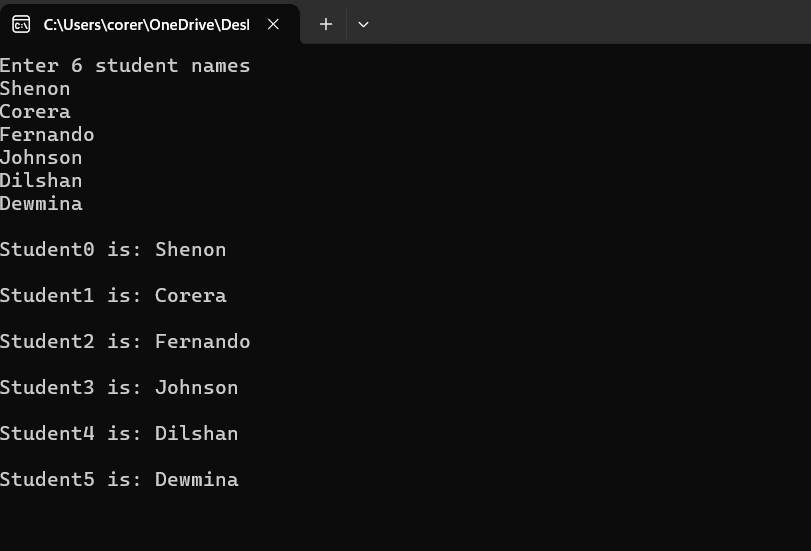 C:\Users\corer\OneDrive\Desl
Enter 6 student names
Shenon
Corera
Fernando
Johnson
Dilshan
Dewmina
Student0 is: Shenon
Student1 is: Corera
Student2 is: Fernando
Student3 is: Johnson
Student4 is: Dilshan
Student5 is: Dewmina